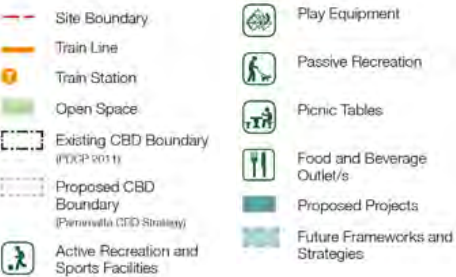 Site Boundary
Train Line
T
Train Station
Open Space
Existing CBD Boundary
(PDCP 2011)
Proposed CBD
Boundary
(Parramatta CBD Strategy)
Active Recreation and
Sports Facilities
Play Equipment
Passive Recreation
Picnic Tables
Food and Beverage
Outlet/s
Proposed Projects
Future Frameworks and
Strategies